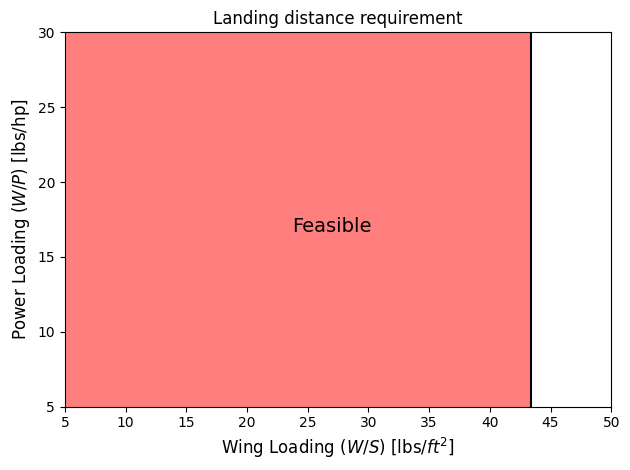 Landing distance requirement
30
25
20
15
10
5
Power Loading (W/P) [lbs/hp]
Feasible
5 10 15 20 25 30 35 40 45 50
Wing Loading (W/S) [lbs/ft²]